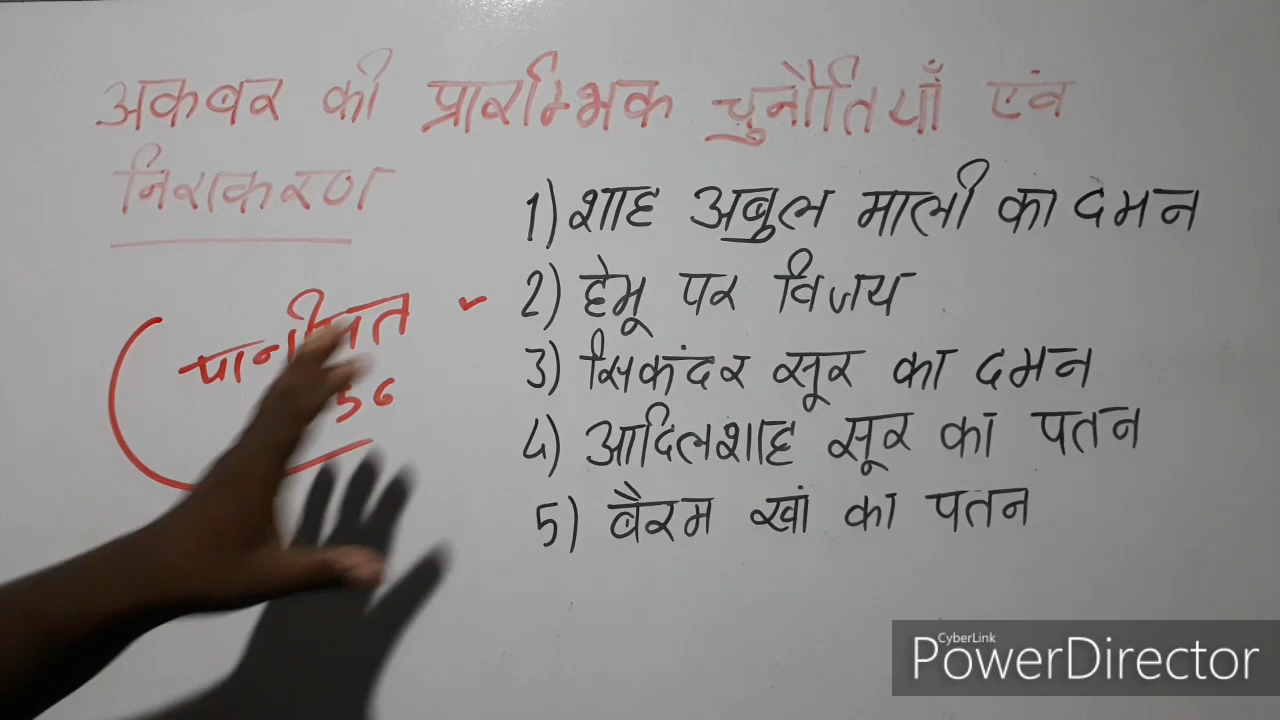 अकबर की प्रारम्भिक चुनौतियाँ एंव
निराकरण
1) शाह अबुल माली का दमन
2) हेमू पर विजय
3) सिकंदर सूर का दमन
4) आदिलशाह सूर का पतन
5) बैरम खां का पतन
56
CyberLink
PowerDirector